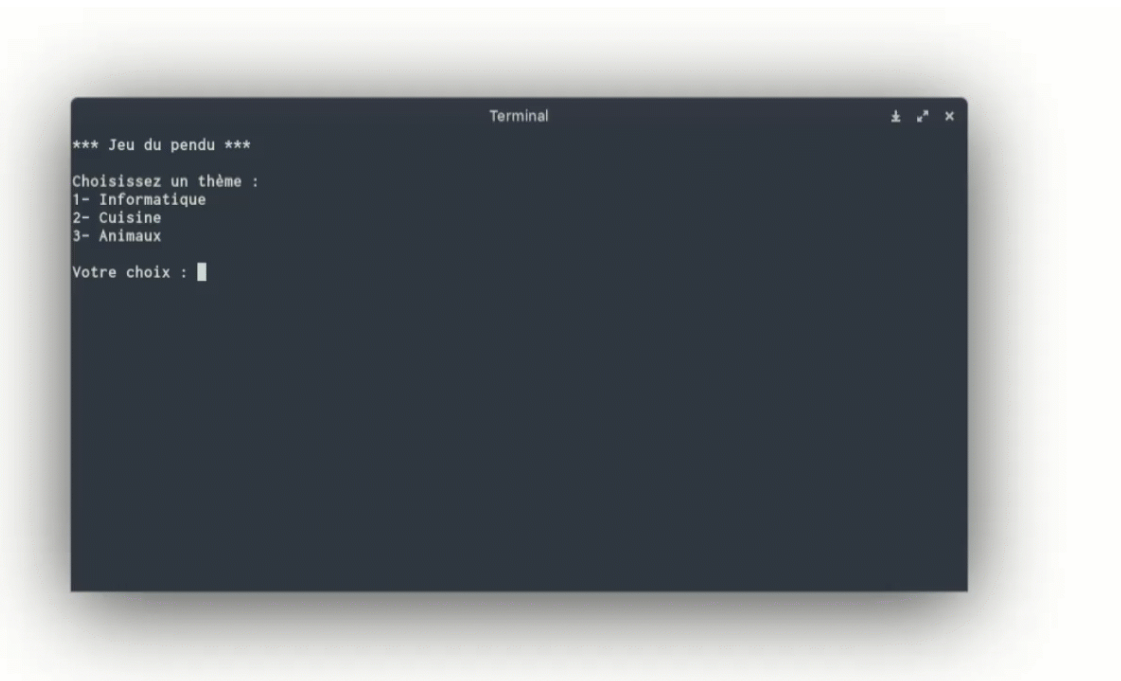 Terminal
*** Jeu du pendu ***
Choisissez un thème :
1- Informatique
2- Cuisine
3- Animaux
Votre choix :